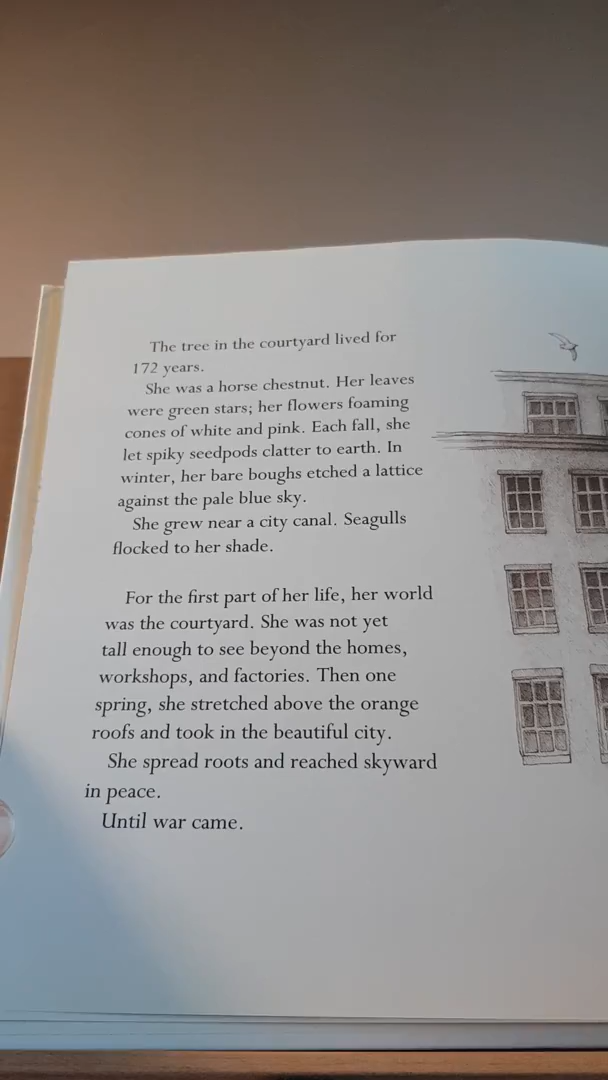 The tree in the courtyard lived for
172 years.
She was a horse chestnut. Her leaves
were green stars; her flowers foaming
cones of white and pink. Each fall, she
let spiky seedpods clatter to earth. In
winter, her bare boughs etched a lattice
against the pale blue sky.
She grew near a city canal. Seagulls
flocked to her shade.
For the first part of her life, her world
was the courtyard. She was not yet
tall enough to see beyond the homes,
workshops, and factories. Then one
spring, she stretched above the orange
roofs and took in the beautiful city.
She spread roots and reached skyward
in peace.
Until war came.